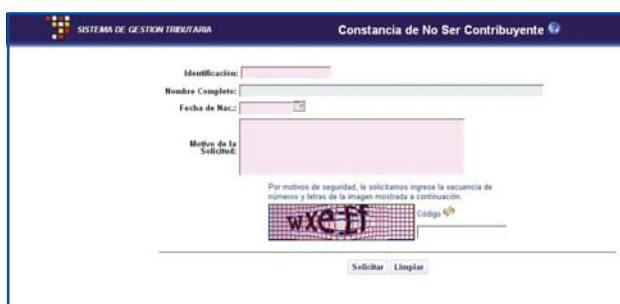 SISTEMA DE GESTION TRIBUTARIA
Constancia de No Ser Contribuyente
Identificación:
Nombre Completo:
Fecha de Nac.:
Motivo de la
Solicitud:
Por motivos de seguridad, le solicitamos ingrese la secuencia de
números y letras de la imagen mostrada a continuación.
Código
Solicitar Limpiar